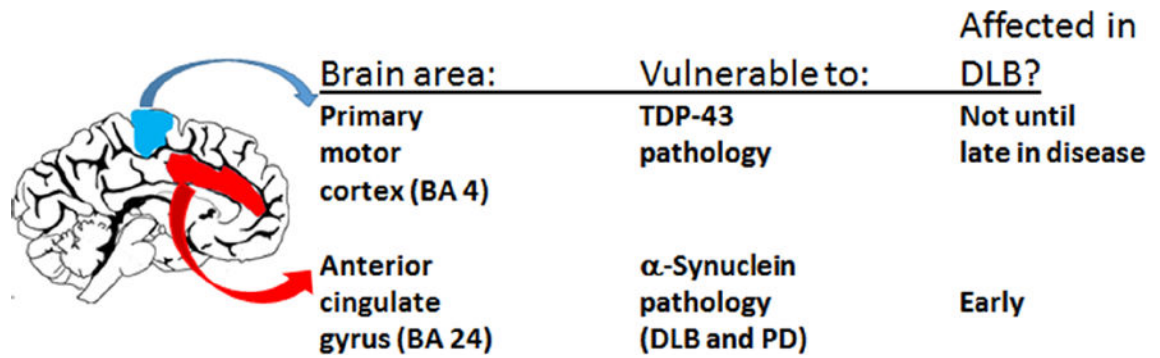 Brain area: Vulnerable to: Affected in DLB?
Primary TDP-43 Not until
motor pathology late in disease
cortex (BA 4)
Anterior α-Synuclein
cingulate pathology Early
gyrus (BA 24) (DLB and PD)